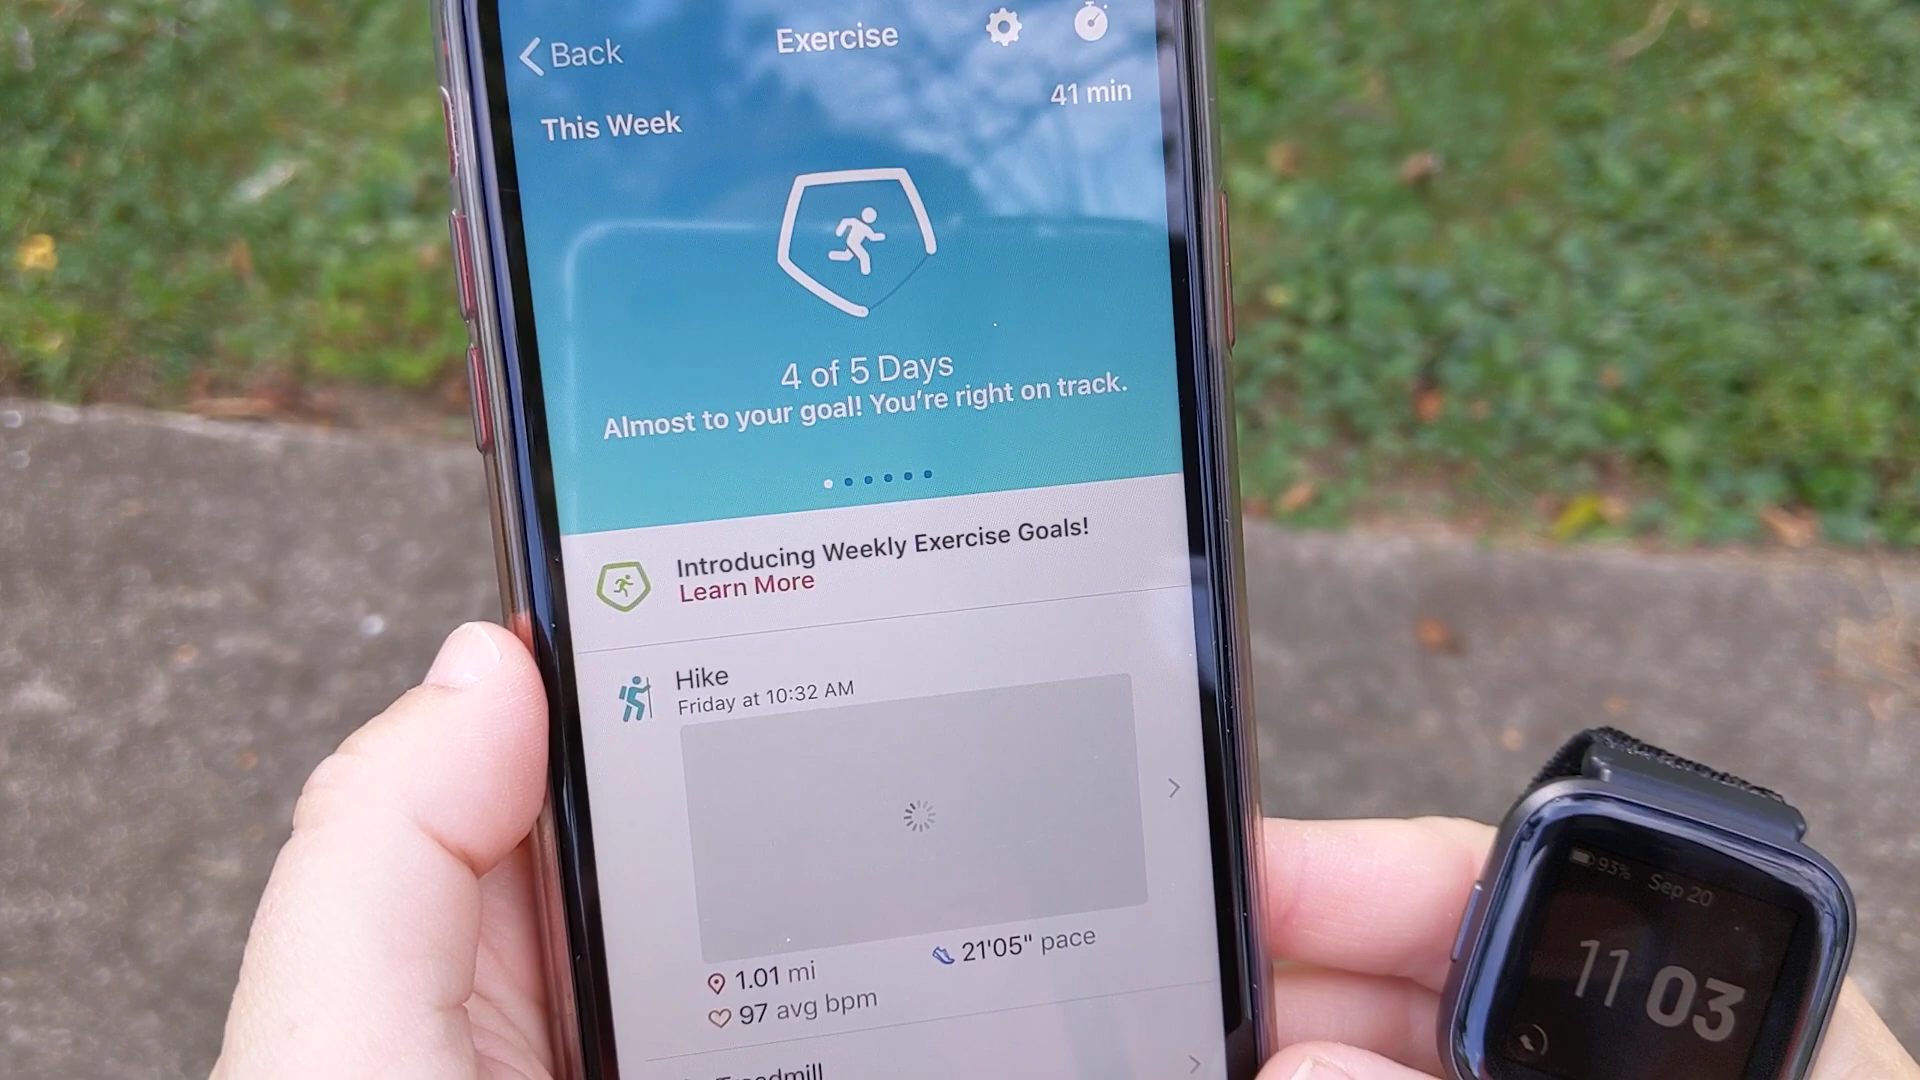 Back
Exercise
41 min
This Week
4 of 5 Days
Almost to your goal! You're right on track.
Introducing Weekly Exercise Goals!
Learn More
Hike
Friday at 10:32 AM
1.01 mi
21'05" pace
97 avg bpm
Treadmill
93%
Sep 20
11 03